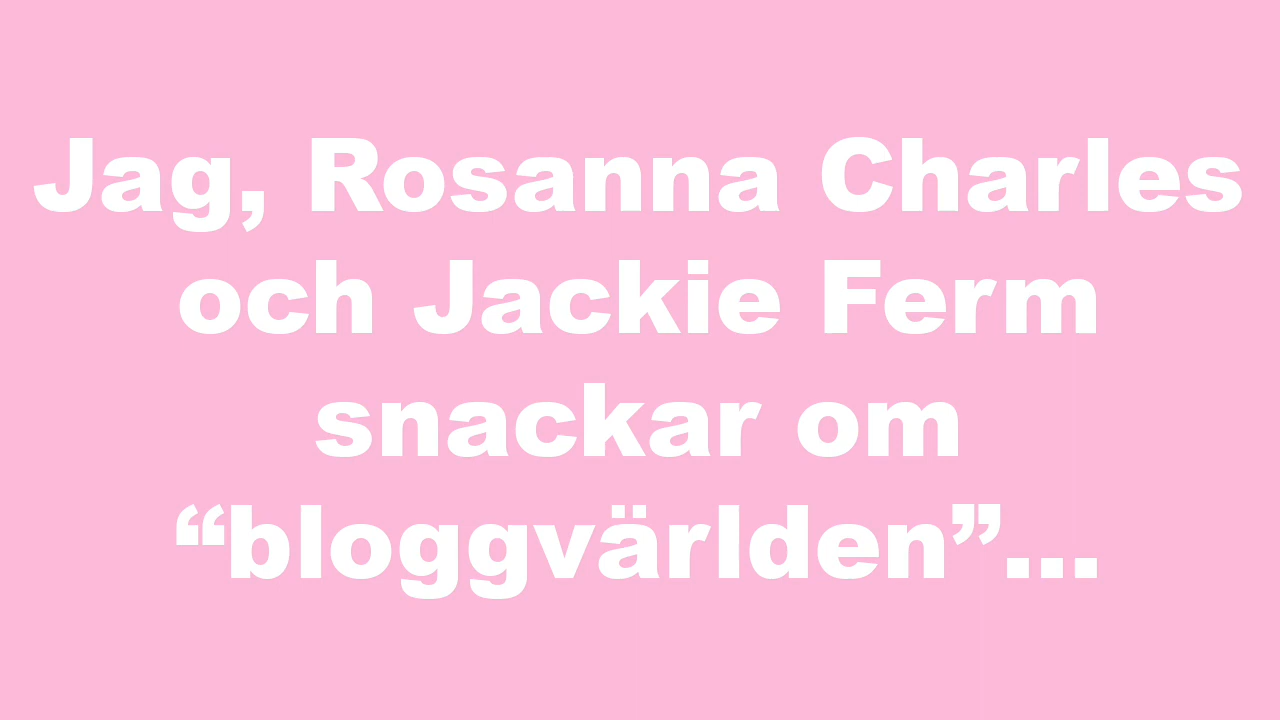 Jag, Rosanna Charles
och Jackie Ferm
snackar om
“bloggvärlden”...